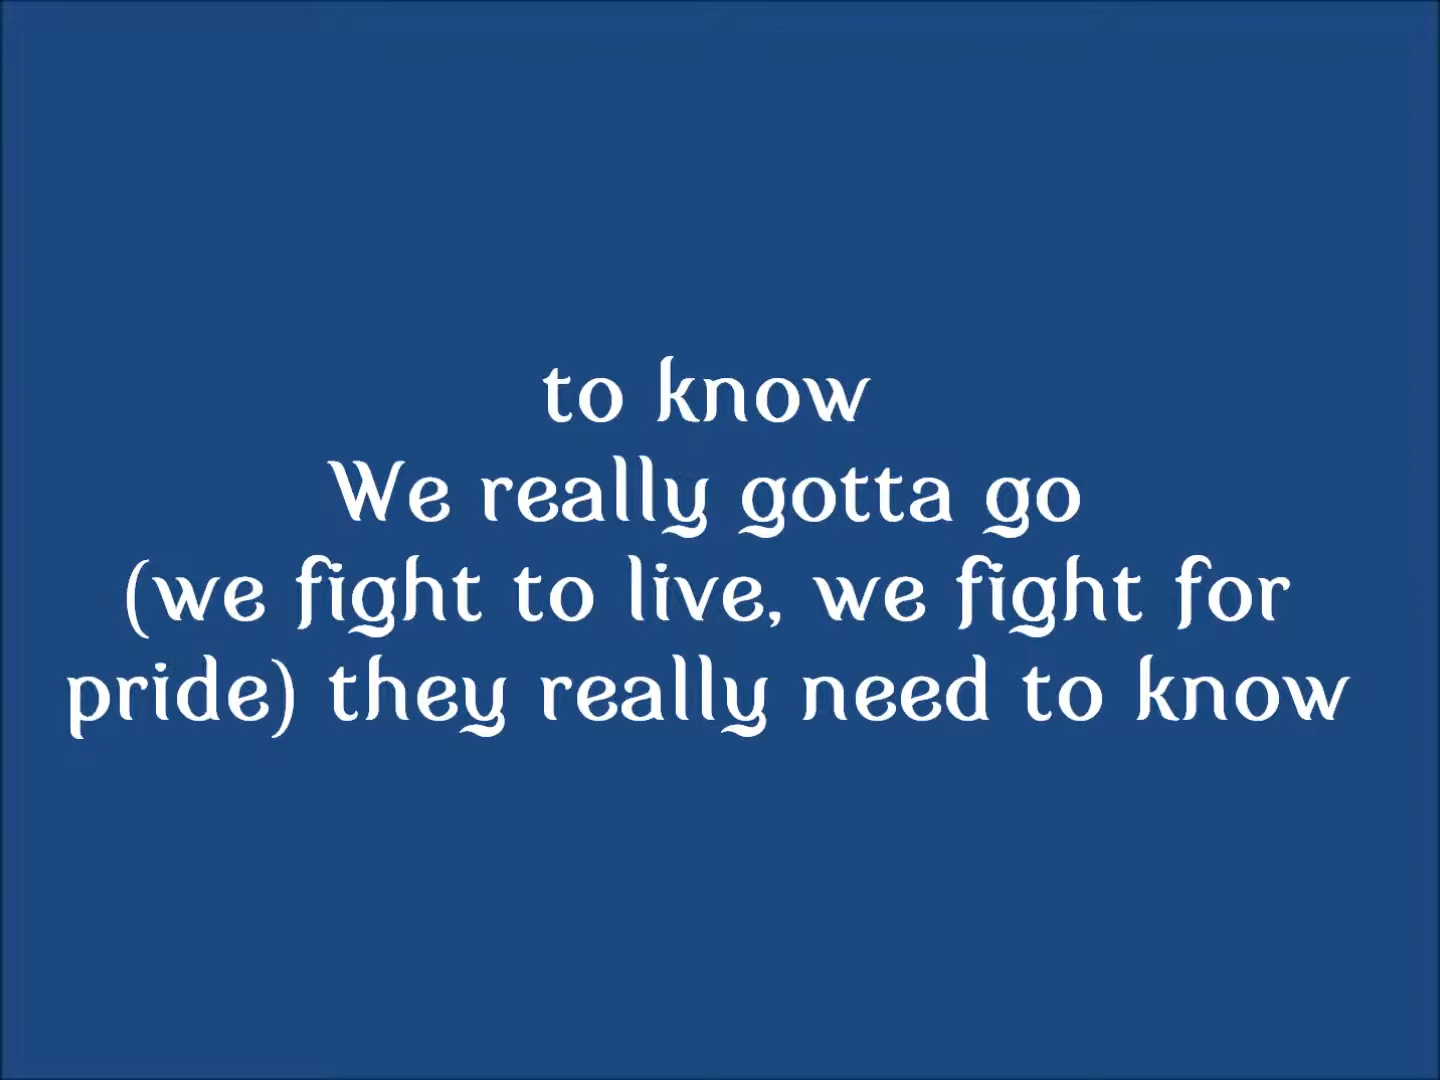 to know
We really gotta go
(we fight to live, we fight for
pride) they really need to know